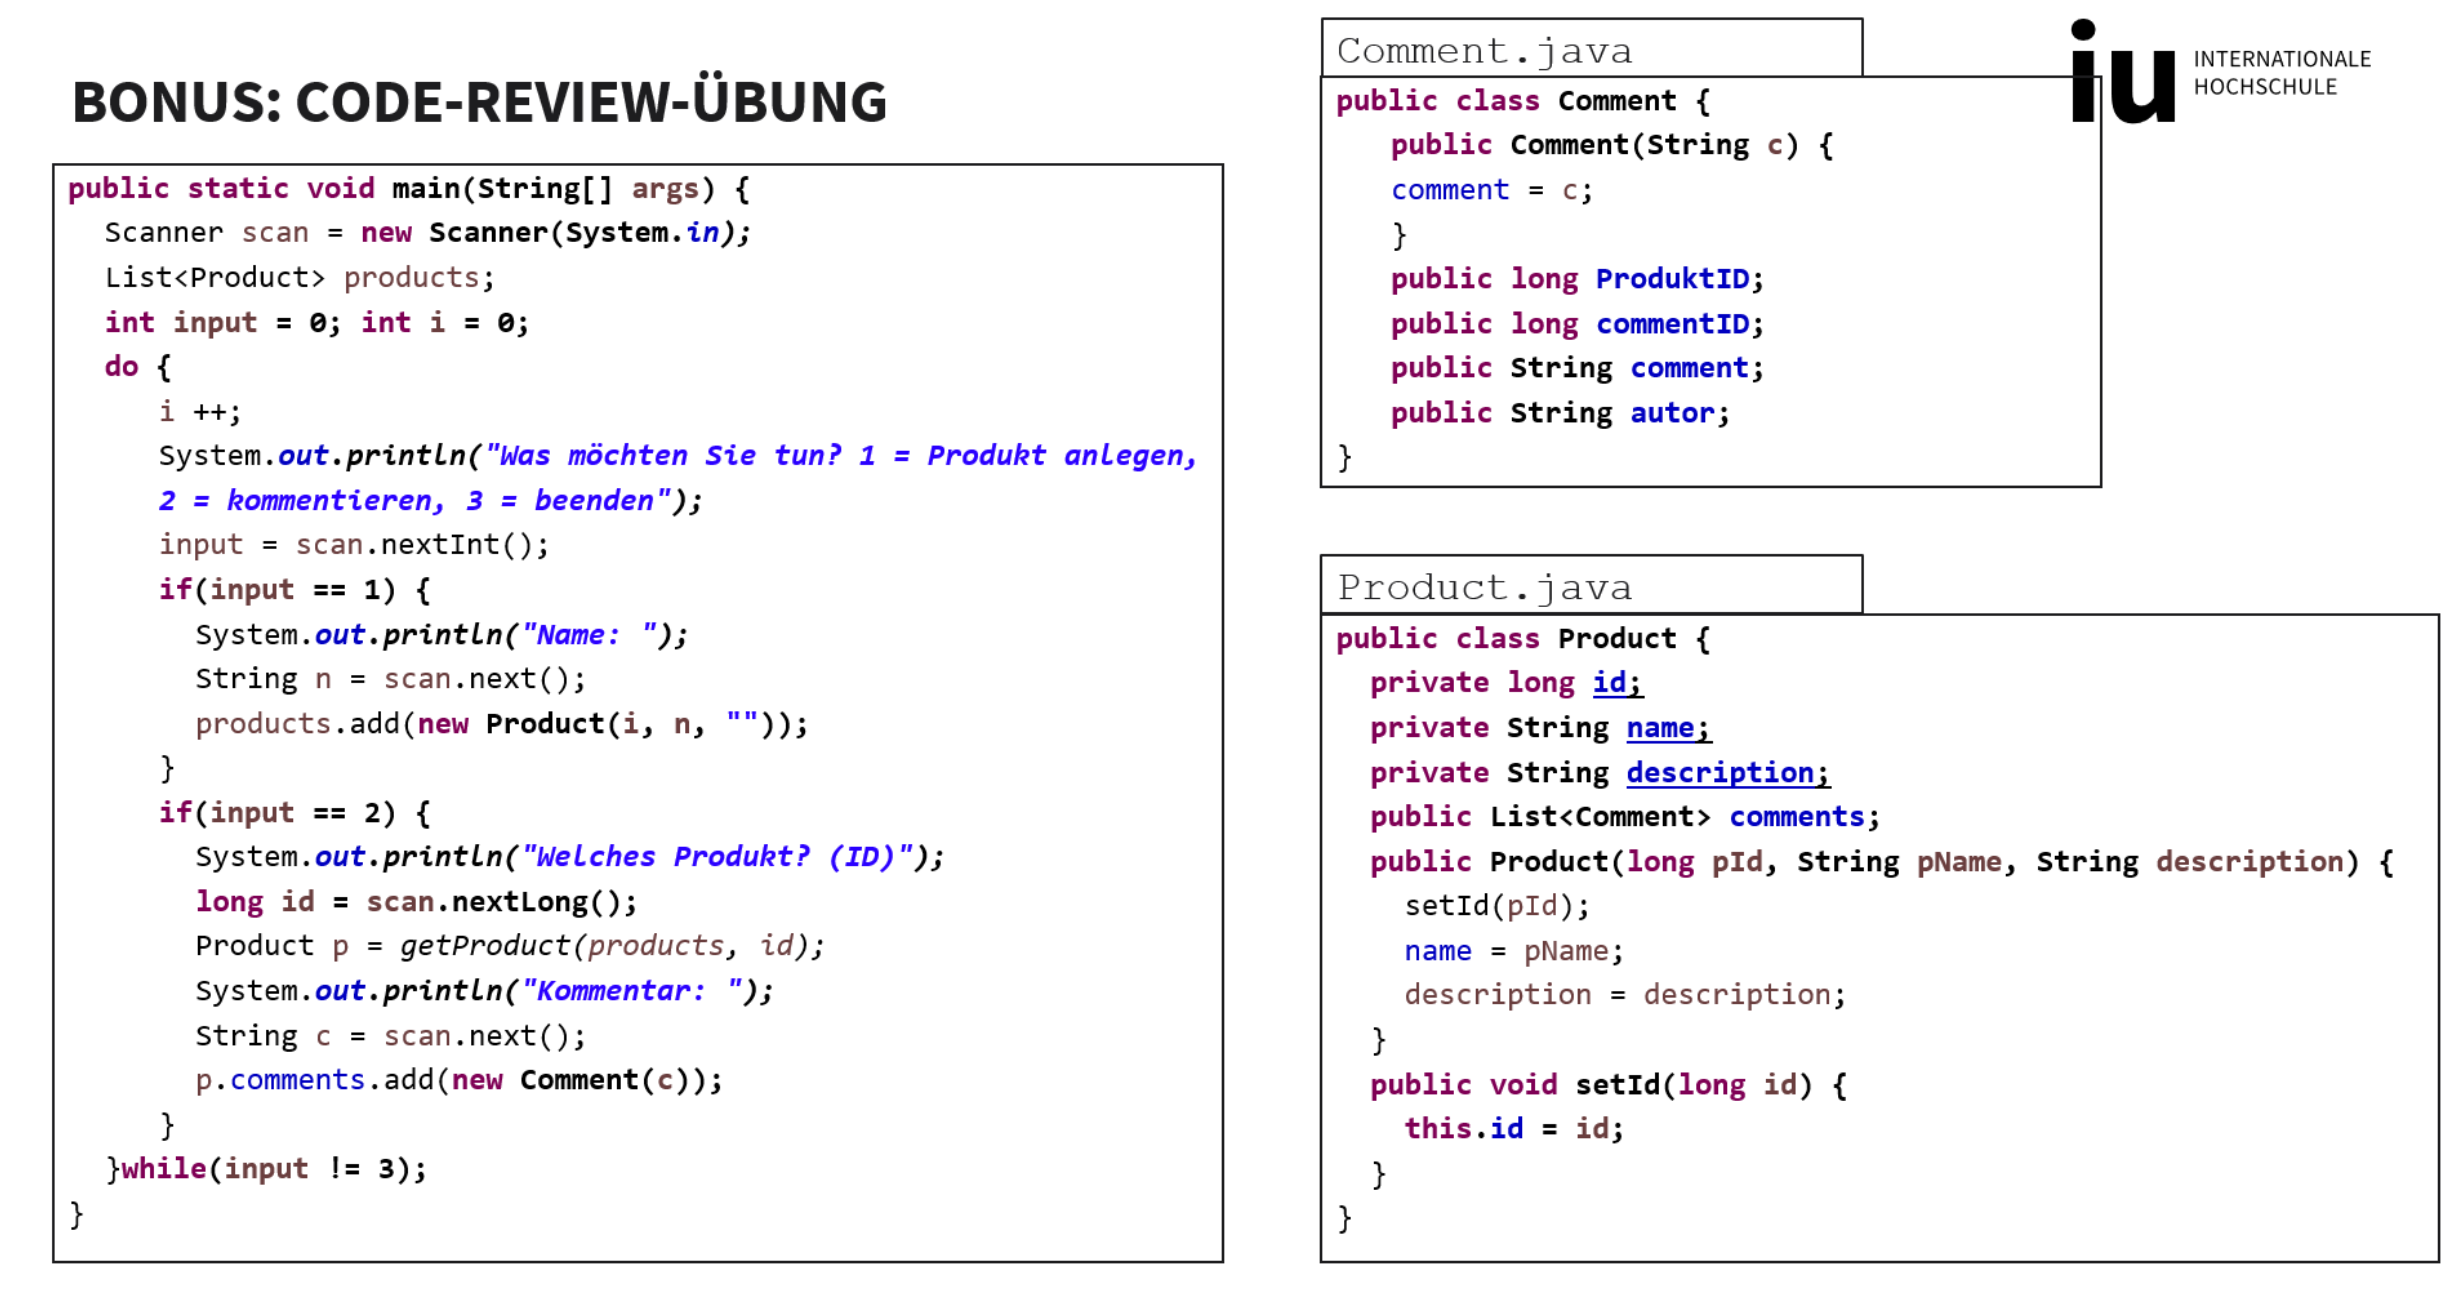 BONUS: CODE-REVIEW-ÜBUNG
public static void main(String[] args) {
Scanner scan = new Scanner(System.in);
List<Product> products;
int input = 0; int i = 0;
do {
i ++;
System.out.println("Was möchten Sie tun? 1 = Produkt anlegen,
2 = kommentieren, 3 = beenden");
input = scan.nextInt();
if(input == 1) {
System.out.println("Name: ");
String n = scan.next();
products.add(new Product(i, n, ""));
}
if(input == 2) {
System.out.println("Welches Produkt? (ID)");
long id = scan.nextLong();
Product p = getProduct(products, id);
System.out.println("Kommentar: ");
String c = scan.next();
p.comments.add(new Comment(c));
}
}while(input != 3);
}
Comment.java
public class Comment {
public Comment(String c) {
comment = c;
}
public long ProduktID;
public long commentID;
public String comment;
public String autor;
}
Product.java
public class Product {
private long id;
private String name;
private String description;
public List<Comment> comments;
public Product(long pId, String pName, String description) {
setId(pId);
name = pName;
description = description;
}
public void setId(long id) {
this.id = id;
}
}
iu INTERNATIONALE
HOCHSCHULE